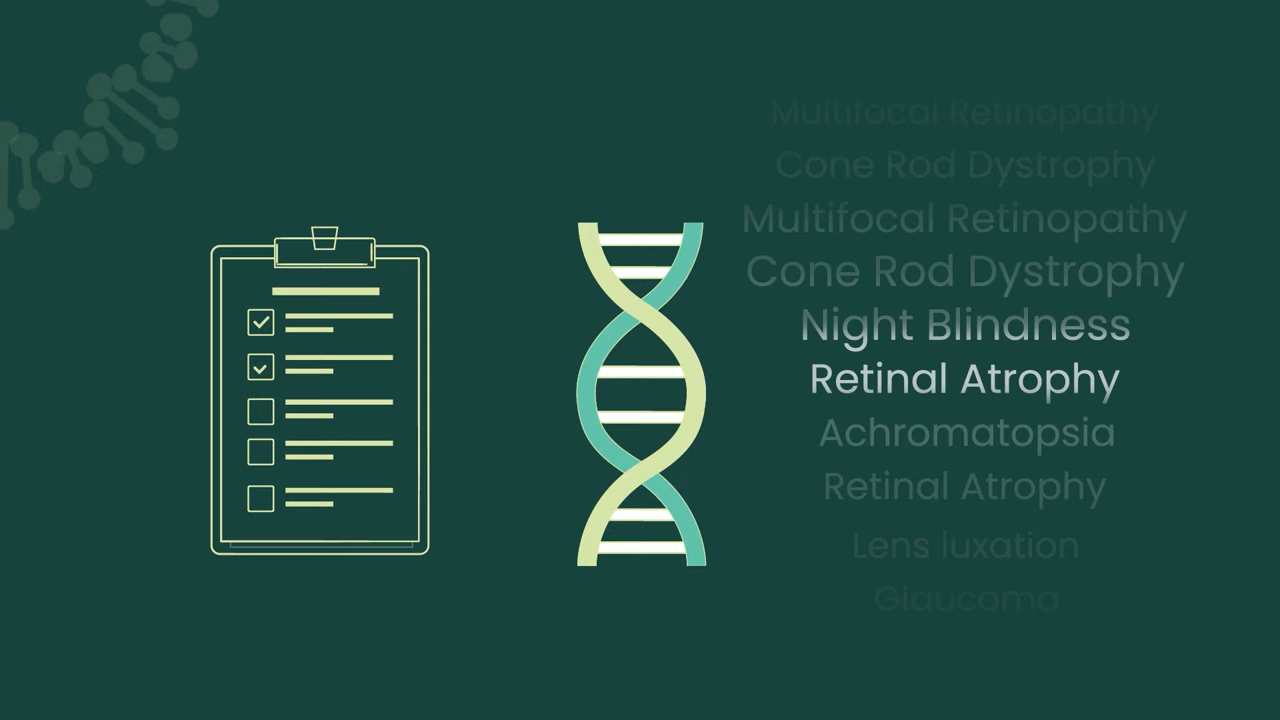 Multifocal Retinopathy
Cone Rod Dystrophy
Multifocal Retinopathy
Cone Rod Dystrophy
Night Blindness
Retinal Atrophy
Achromatopsia
Retinal Atrophy
Lens luxation
Glaucoma